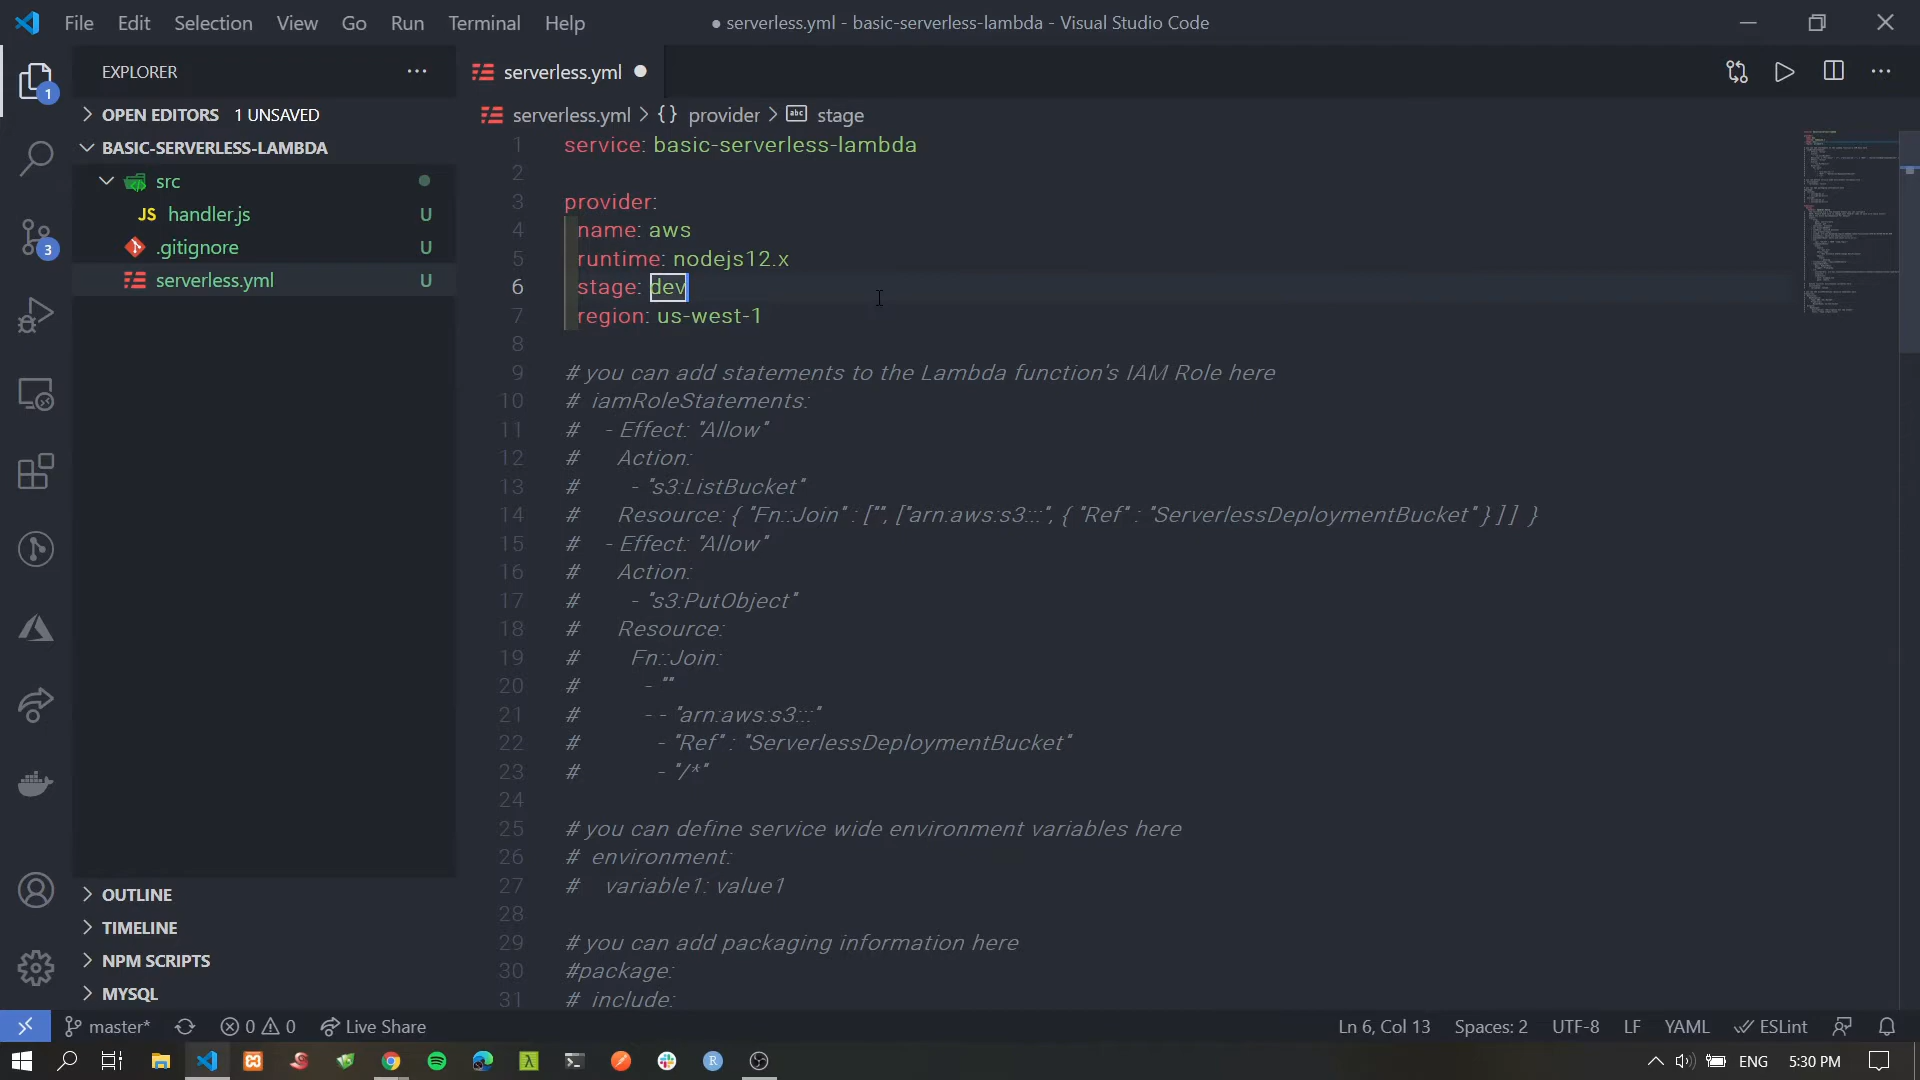 File Edit Selection View Go Run Terminal Help
● serverless.yml - basic-serverless-lambda - Visual Studio Code
EXPLORER
OPEN EDITORS 1 UNSAVED
BASIC-SERVERLESS-LAMBDA
src
JS handler.js U
.gitignore U
serverless.yml U
OUTLINE
TIMELINE
NPM SCRIPTS
MYSQL
1
3
serverless.yml
serverless.yml > {} provider > abc stage
1 service: basic-serverless-lambda
2
3 provider:
4 name: aws
5 runtime: nodejs12.x
6 stage: dev
7 region: us-west-1
8
9 # you can add statements to the Lambda function's IAM Role here
10 # iamRoleStatements:
11 # - Effect: "Allow"
12 # Action:
13 # - "s3:ListBucket"
14 # Resource: { "Fn::Join" : ["", ["arn:aws:s3:::", { "Ref" : "ServerlessDeploymentBucket" } ] ] }
15 # - Effect: "Allow"
16 # Action:
17 # - "s3:PutObject"
18 # Resource:
19 # Fn::Join:
20 # - ""
21 # - - "arn:aws:s3:::"
22 # - "Ref" : "ServerlessDeploymentBucket"
23 # - "/*"
24
25 # you can define service wide environment variables here
26 # environment:
27 # variable1: value1
28
29 # you can add packaging information here
30 #package:
31 # include:
master* 0 0 Live Share
Ln 6, Col 13 Spaces: 2 UTF-8 LF YAML ESLint
ENG 5:30 PM